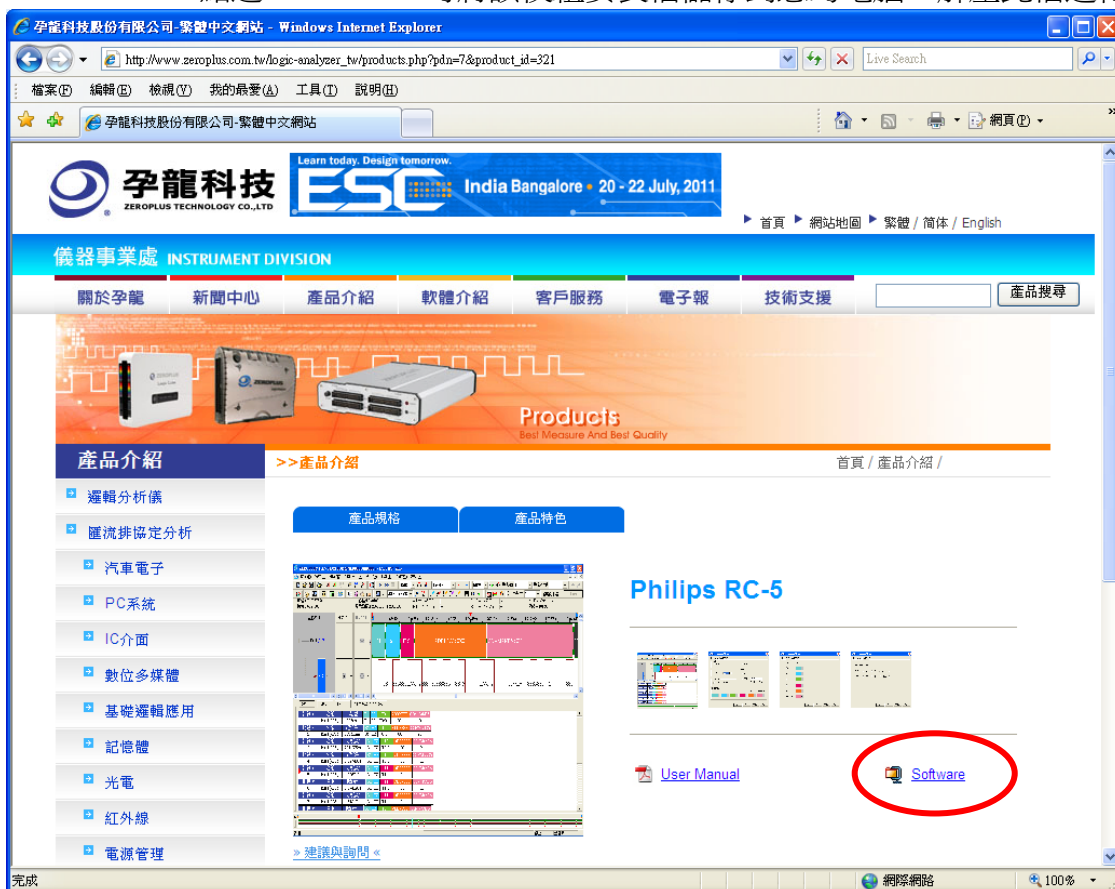 孕龍科技股份有限公司-繁體中文網站 - Windows Internet Explorer
http://www.zeroplus.com.tw/logic-analyzer_tw/products.php?pdn=7&product_id=321
Live Search
檔案(F) 編輯(E) 檢視(V) 我的最愛(A) 工具(T) 說明(H)
孕龍科技股份有限公司-繁體中文網站
網頁(P)
孕龍科技
ZEROPLUS TECHNOLOGY CO.,LTD
Learn today. Design tomorrow.
ESC India Bangalore • 20 - 22 July, 2011
首頁 網站地圖 繁體 / 简体 / English
儀器事業處 INSTRUMENT DIVISION
關於孕龍 新聞中心 產品介紹 軟體介紹 客戶服務 電子報 技術支援 產品搜尋
Products
Best Measure And Best Quality
產品介紹
>>產品介紹
首頁 / 產品介紹 /
邏輯分析儀
匯流排協定分析
汽車電子
PC系統
IC介面
數位多媒體
基礎邏輯應用
記憶體
光電
紅外線
電源管理
產品規格 產品特色
Philips RC-5
User Manual
Software
» 建議與詢問 «
完成
網際網路
100%